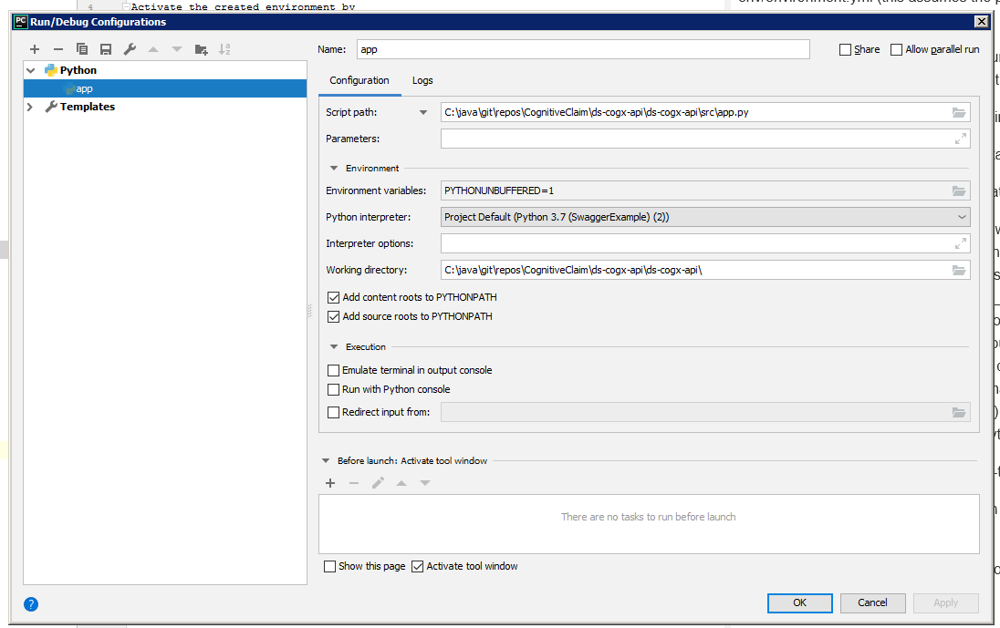 4 Activate the created environment by
env/environment.yml (this assumes the p
PC Run/Debug Configurations
Name: app Share Allow parallel run
Python
app
Templates
Configuration Logs
Script path: C:\java\git\repos\CognitiveClaim\ds-cogx-api\ds-cogx-api\src\app.py
Parameters:
Environment
Environment variables: PYTHONUNBUFFERED=1
Python interpreter: Project Default (Python 3.7 (SwaggerExample) (2))
Interpreter options:
Working directory: C:\java\git\repos\CognitiveClaim\ds-cogx-api\ds-cogx-api\
Add content roots to PYTHONPATH
Add source roots to PYTHONPATH
Execution
Emulate terminal in output console
Run with Python console
Redirect input from:
Before launch: Activate tool window
There are no tasks to run before launch
Show this page Activate tool window
? OK Cancel Apply